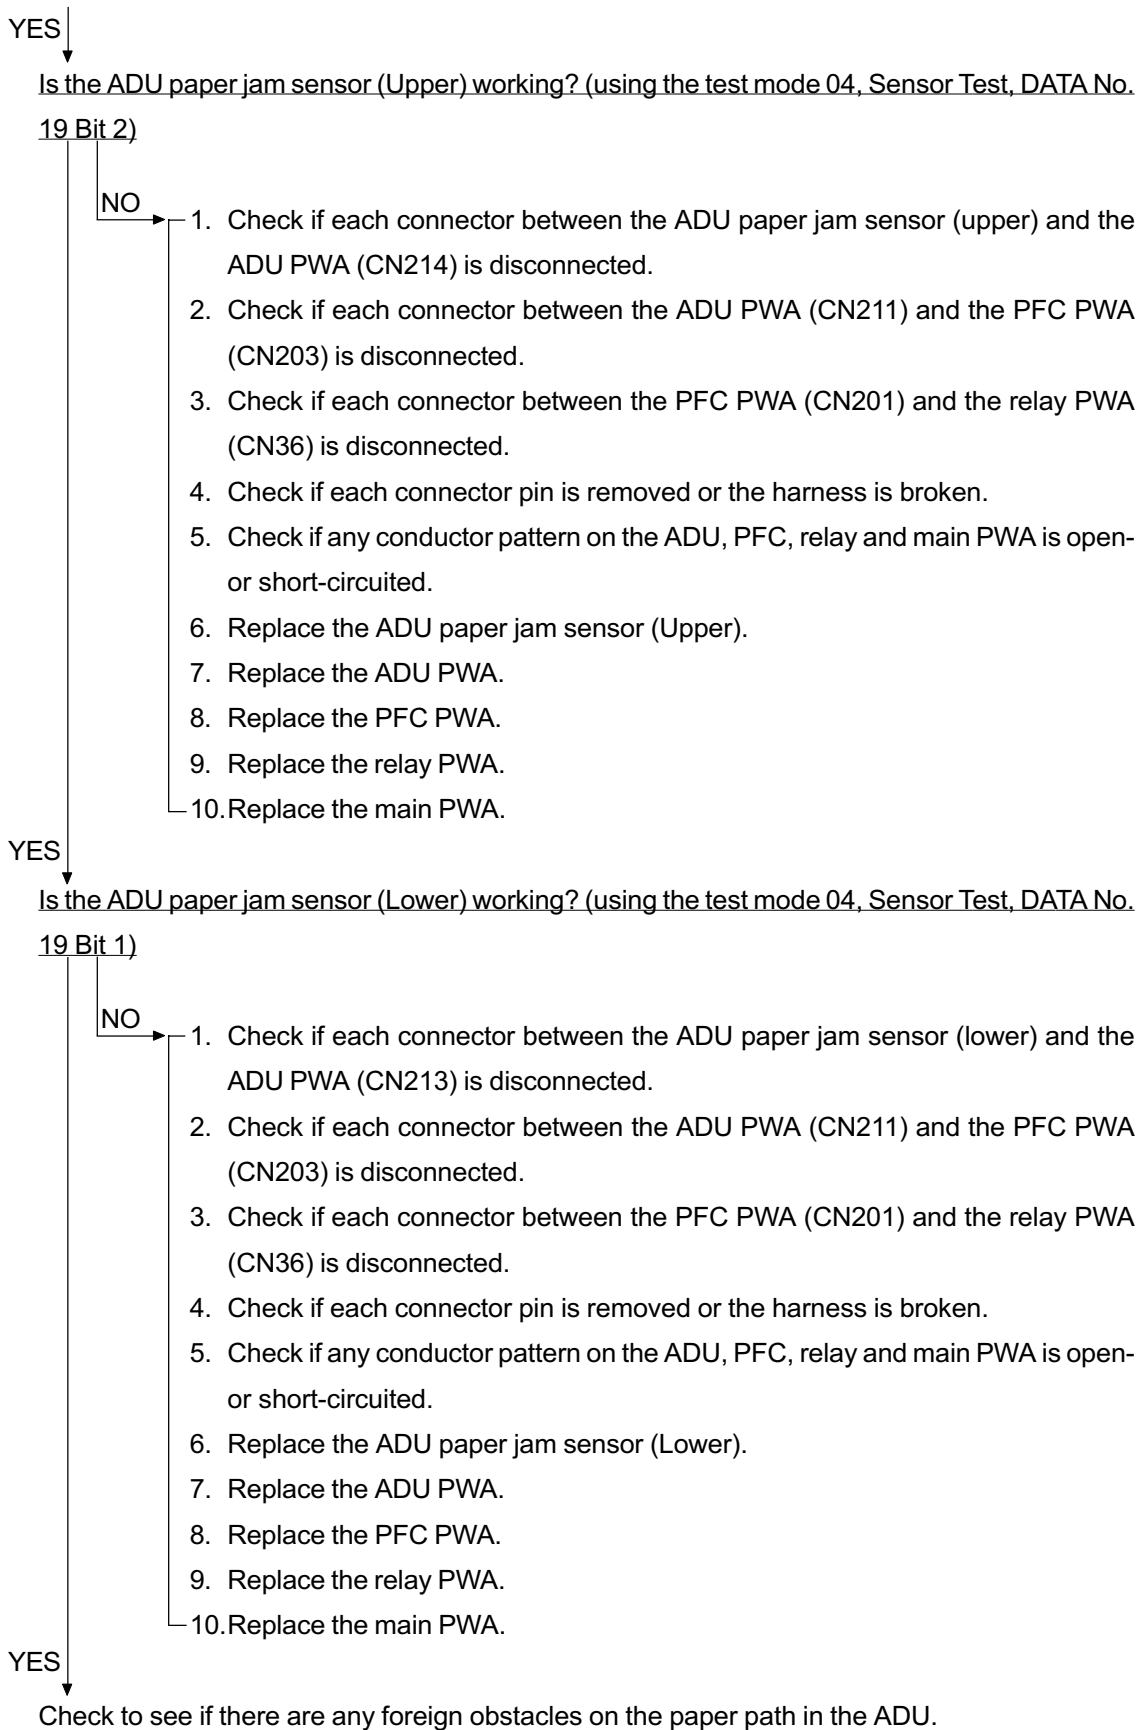 YES
Is the ADU paper jam sensor (Upper) working? (using the test mode 04, Sensor Test, DATA No.
19 Bit 2)
NO
1. Check if each connector between the ADU paper jam sensor (upper) and the
ADU PWA (CN214) is disconnected.
2. Check if each connector between the ADU PWA (CN211) and the PFC PWA
(CN203) is disconnected.
3. Check if each connector between the PFC PWA (CN201) and the relay PWA
(CN36) is disconnected.
4. Check if each connector pin is removed or the harness is broken.
5. Check if any conductor pattern on the ADU, PFC, relay and main PWA is open-
or short-circuited.
6. Replace the ADU paper jam sensor (Upper).
7. Replace the ADU PWA.
8. Replace the PFC PWA.
9. Replace the relay PWA.
10.Replace the main PWA.
YES
Is the ADU paper jam sensor (Lower) working? (using the test mode 04, Sensor Test, DATA No.
19 Bit 1)
NO
1. Check if each connector between the ADU paper jam sensor (lower) and the
ADU PWA (CN213) is disconnected.
2. Check if each connector between the ADU PWA (CN211) and the PFC PWA
(CN203) is disconnected.
3. Check if each connector between the PFC PWA (CN201) and the relay PWA
(CN36) is disconnected.
4. Check if each connector pin is removed or the harness is broken.
5. Check if any conductor pattern on the ADU, PFC, relay and main PWA is open-
or short-circuited.
6. Replace the ADU paper jam sensor (Lower).
7. Replace the ADU PWA.
8. Replace the PFC PWA.
9. Replace the relay PWA.
10.Replace the main PWA.
YES
Check to see if there are any foreign obstacles on the paper path in the ADU.